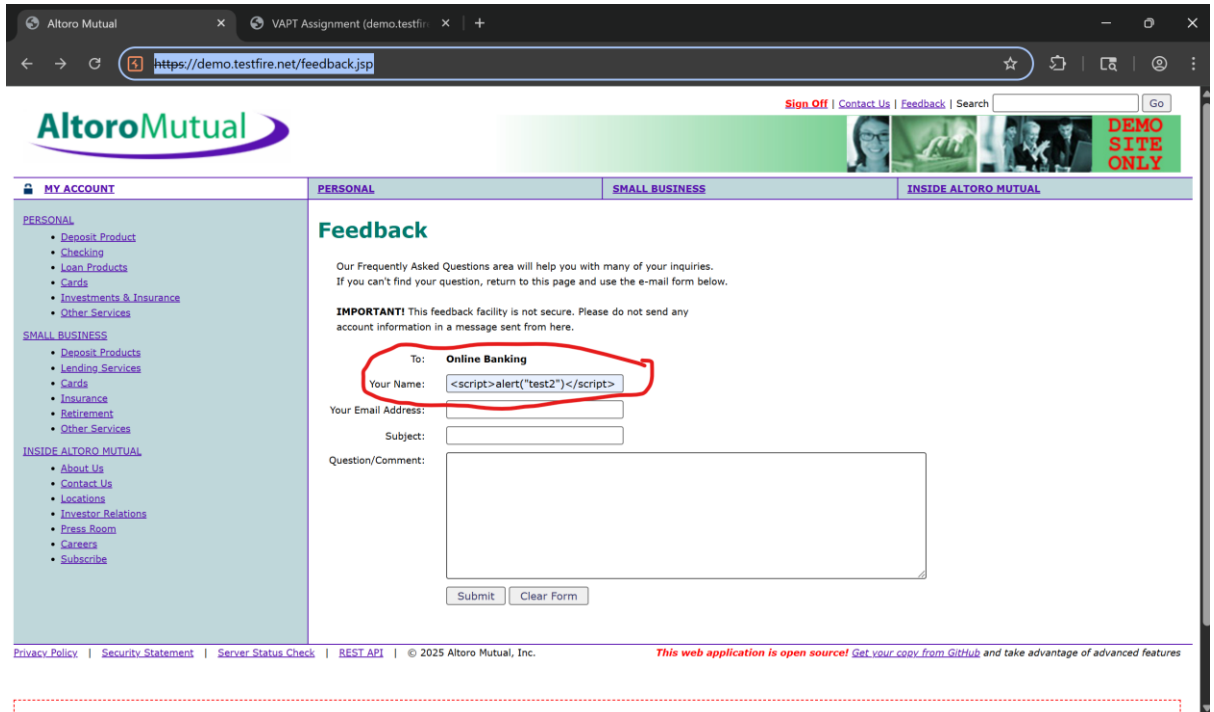 Altoro Mutual
VAPT Assignment (demo.testfir
https://demo.testfire.net/feedback.jsp
Sign Off | Contact Us | Feedback | Search Go
AltoroMutual
DEMO
SITE
ONLY
MY ACCOUNT PERSONAL SMALL BUSINESS INSIDE ALTORO MUTUAL
PERSONAL
Deposit Product
Checking
Loan Products
Cards
Investments & Insurance
Other Services
SMALL BUSINESS
Deposit Products
Lending Services
Cards
Insurance
Retirement
Other Services
INSIDE ALTORO MUTUAL
About Us
Contact Us
Locations
Investor Relations
Press Room
Careers
Subscribe
Feedback
Our Frequently Asked Questions area will help you with many of your inquiries.
If you can't find your question, return to this page and use the e-mail form below.
IMPORTANT! This feedback facility is not secure. Please do not send any
account information in a message sent from here.
To: Online Banking
Your Name: <script>alert("test2")</script>
Your Email Address:
Subject:
Question/Comment:
Submit Clear Form
Privacy Policy | Security Statement | Server Status Check | REST API | © 2025 Altoro Mutual, Inc. This web application is open source! Get your copy from GitHub and take advantage of advanced features